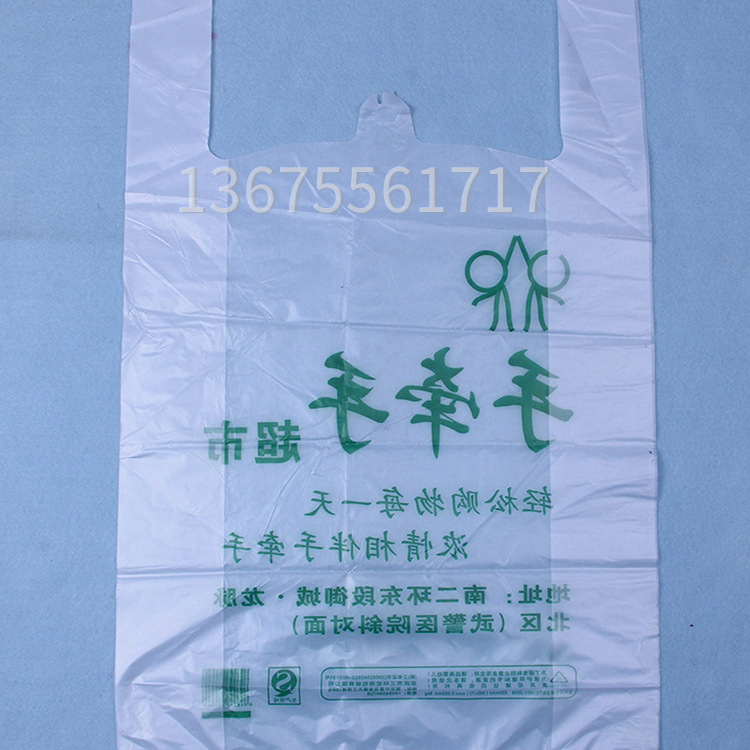 13675561717
手牵手
超市
轻松购物每一天
浓情相伴手牵手
地址：南二环东段御城·龙脉
北区（武警医院斜对面）